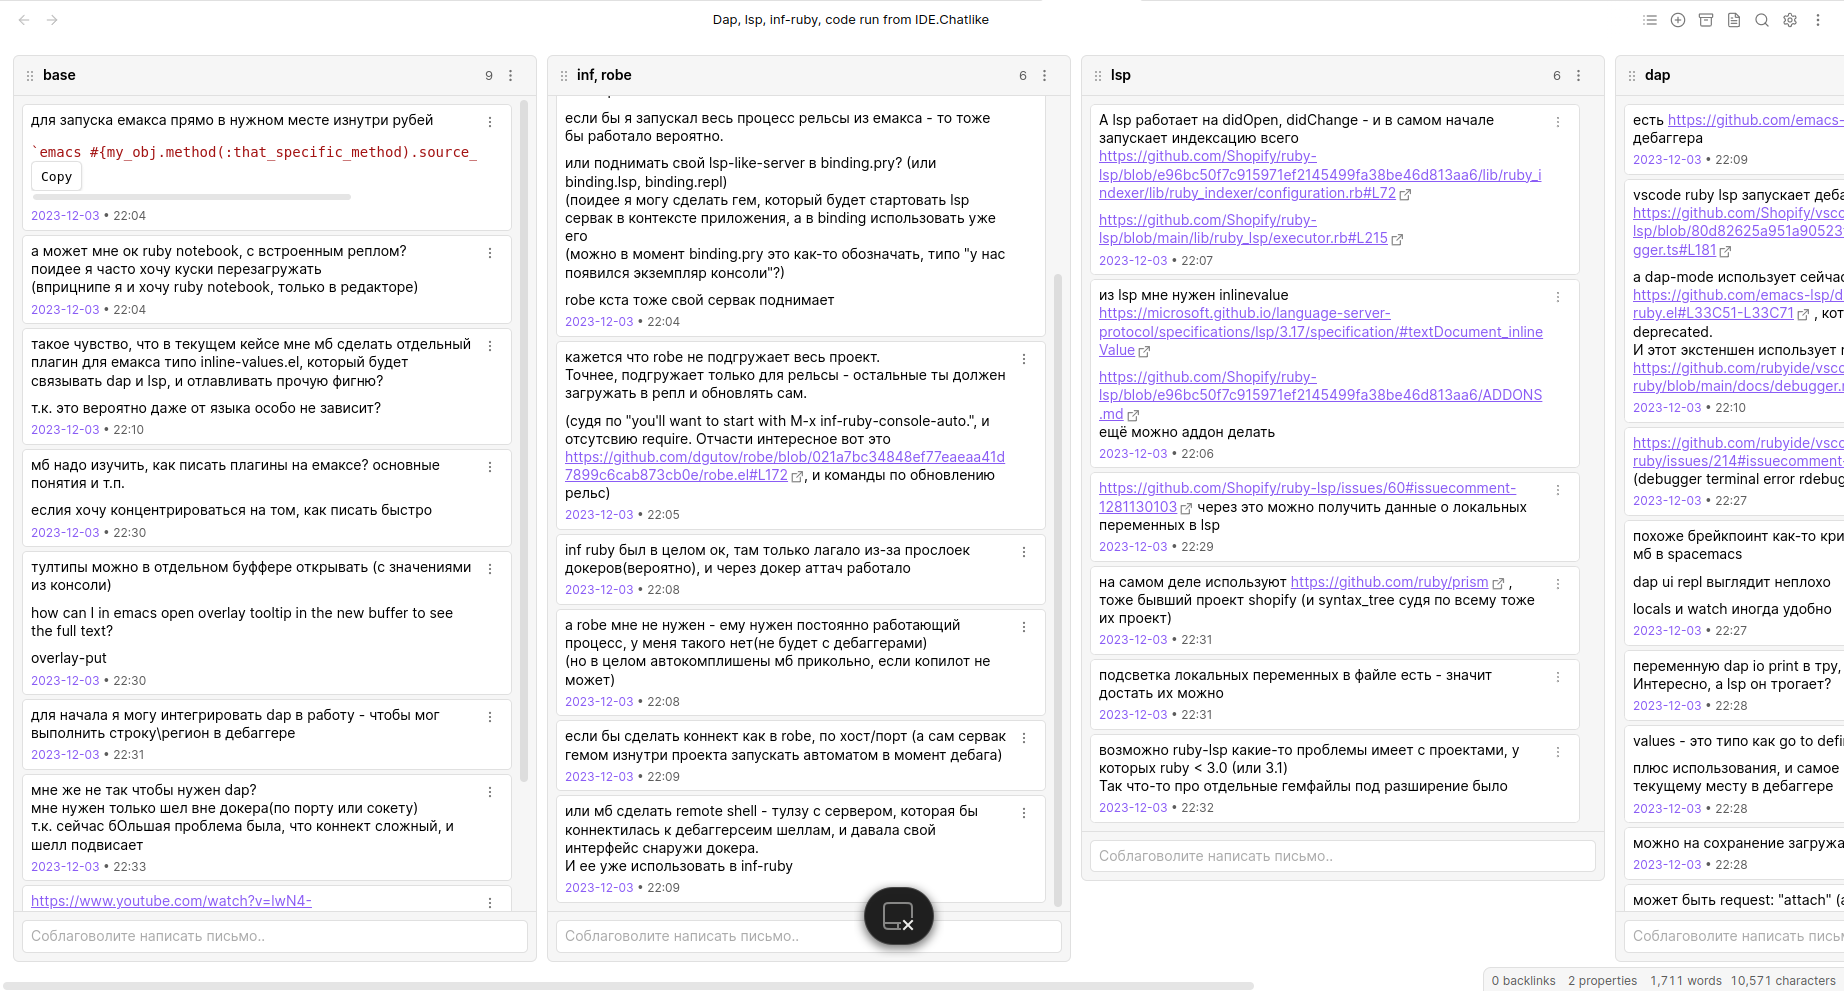 Dap, lsp, inf-ruby, code run from IDE.Chatlike
base
9
для запуска емакса прямо в нужном месте изнутри рубей
`emacs #{my_obj.method(:that_specific_method).source_
Copy
2023-12-03 • 22:04
а может мне ок ruby notebook, с встроенным реплом?
поидее я часто хочу куски перезагружать
(вприцнипе я и хочу ruby notebook, только в редакторе)
2023-12-03 • 22:04
такое чувство, что в текущем кейсе мне мб сделать отдельный
плагин для емакса типо inline-values.el, который будет
связывать dap и lsp, и отлавливать прочую фигню?
т.к. это вероятно даже от языка особо не зависит?
2023-12-03 • 22:10
мб надо изучить, как писать плагины на емаксе? основные
понятия и т.п.
еслия хочу концентрироваться на том, как писать быстро
2023-12-03 • 22:30
тултипы можно в отдельном буффере открывать (с значениями
из консоли)
how can I in emacs open overlay tooltip in the new buffer to see
the full text?
overlay-put
2023-12-03 • 22:30
для начала я могу интегрировать dap в работу - чтобы мог
выполнить строку\регион в дебаггере
2023-12-03 • 22:31
мне же не так чтобы нужен dap?
мне нужен только шел вне докера(по порту или сокету)
т.к. сейчас бОльшая проблема была, что коннект сложный, и
шелл подвисает
2023-12-03 • 22:33
https://www.youtube.com/watch?v=lwN4-
Соблаговолите написать письмо..
inf, robe
6
если бы я запускал весь процесс рельсы из емакса - то тоже
бы работало вероятно.
или поднимать свой lsp-like-server в binding.pry? (или
binding.lsp, binding.repl)
(поидее я могу сделать гем, который будет стартовать lsp
сервак в контексте приложения, а в binding использовать уже
его
(можно в момент binding.pry это как-то обозначать, типо "у нас
появился экземпляр консоли"?)
robe кста тоже свой сервак поднимает
2023-12-03 • 22:04
кажется что robe не подгружает весь проект.
Точнее, подгружает только для рельсы - остальные ты должен
загружать в репл и обновлять сам.
(судя по "you'll want to start with M-x inf-ruby-console-auto.", и
отсутсвию require. Отчасти интересное вот это
https://github.com/dgutov/robe/blob/021a7bc34848ef77eaeaa41d
7899c6cab873cb0e/robe.el#L172 , и команды по обновлению
рельс)
2023-12-03 • 22:05
inf ruby был в целом ок, там только лагало из-за прослоек
докеров(вероятно), и через докер аттач работало
2023-12-03 • 22:08
а robe мне не нужен - ему нужен постоянно работающий
процесс, у меня такого нет(не будет с дебаггерами)
(но в целом автокомплишены мб прикольно, если копилот не
может)
2023-12-03 • 22:08
если бы сделать коннект как в robe, по хост/порт (а сам сервак
гемом изнутри проекта запускать автоматом в момент дебага)
2023-12-03 • 22:09
или мб сделать remote shell - тулзу с сервером, которая бы
коннектилась к дебаггерсеим шеллам, и давала свой
интерфейс снаружи докера.
И ее уже использовать в inf-ruby
2023-12-03 • 22:09
Соблаговолите написать письмо..
lsp
6
А lsp работает на didOpen, didChange - и в самом начале
запускает индексацию всего
https://github.com/Shopify/ruby-
lsp/blob/e96bc50f7c915971ef2145499fa38be46d813aa6/lib/ruby_i
ndexer/lib/ruby_indexer/configuration.rb#L72
https://github.com/Shopify/ruby-
lsp/blob/main/lib/ruby_lsp/executor.rb#L215
2023-12-03 • 22:07
из lsp мне нужен inlinevalue
https://microsoft.github.io/language-server-
protocol/specifications/lsp/3.17/specification/#textDocument_inline
Value
https://github.com/Shopify/ruby-
lsp/blob/e96bc50f7c915971ef2145499fa38be46d813aa6/ADDONS
.md
ещё можно аддон делать
2023-12-03 • 22:06
https://github.com/Shopify/ruby-lsp/issues/60#issuecomment-
1281130103 через это можно получить данные о локальных
переменных в lsp
2023-12-03 • 22:29
на самом деле используют https://github.com/ruby/prism ,
тоже бывший проект shopify (и syntax_tree судя по всему тоже
их проект)
2023-12-03 • 22:31
подсветка локальных переменных в файле есть - значит
достать их можно
2023-12-03 • 22:31
возможно ruby-lsp какие-то проблемы имеет с проектами, у
которых ruby < 3.0 (или 3.1)
Так что-то про отдельные гемфайлы под разширение было
2023-12-03 • 22:32
Соблаговолите написать письмо..
dap
есть https://github.com/emacs-
дебаггера
2023-12-03 • 22:09
vscode ruby lsp запускает деба
https://github.com/Shopify/vsco
lsp/blob/80d82625a951a90523
gger.ts#L181
а dap-mode использует сейчас
https://github.com/emacs-lsp/d
ruby.el#L33C51-L33C71 , кот
deprecated.
И этот экстеншен использует
https://github.com/rubyide/vsco
ruby/blob/main/docs/debugger.
2023-12-03 • 22:10
https://github.com/rubyide/vsco
ruby/issues/214#issuecomment-
(debugger terminal error rdebug
2023-12-03 • 22:27
похоже брейкпоинт как-то кри
мб в spacemacs
dap ui repl выглядит неплохо
locals и watch иногда удобно
2023-12-03 • 22:27
переменную dap io print в тру,
Интересно, а lsp он трогает?
2023-12-03 • 22:28
values - это типо как go to defi
плюс использования, и самое
текущему месту в дебаггере
2023-12-03 • 22:28
можно на сохранение загружа
2023-12-03 • 22:28
может быть request: "attach" (a
Соблаговолите написать письм
0 backlinks 2 properties 1,711 words 10,571 characters